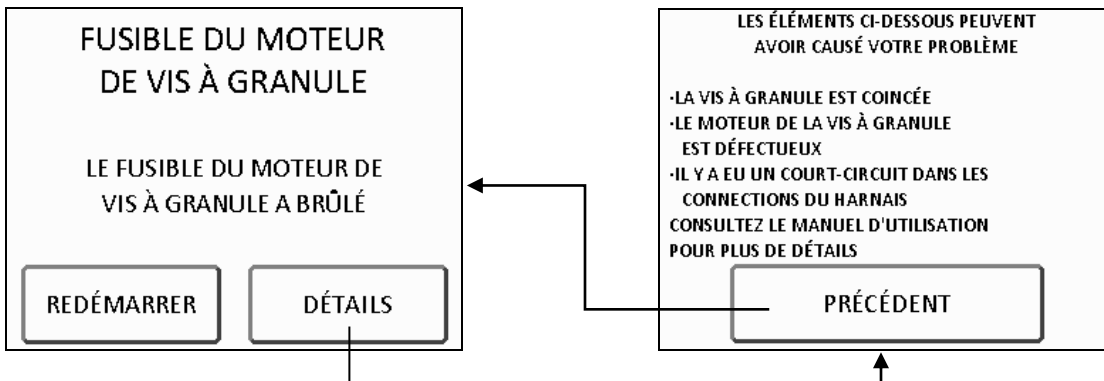 FUSIBLE DU MOTEUR
DE VIS À GRANULE
LE FUSIBLE DU MOTEUR DE
VIS À GRANULE A BRÛLÉ
REDÉMARRER
DÉTAILS
LES ÉLÉMENTS CI-DESSOUS PEUVENT
AVOIR CAUSÉ VOTRE PROBLÈME
·LA VIS À GRANULE EST COINCÉE
·LE MOTEUR DE LA VIS À GRANULE
EST DÉFECTUEUX
·IL Y A EU UN COURT-CIRCUIT DANS LES
CONNECTIONS DU HARNAIS
CONSULTEZ LE MANUEL D'UTILISATION
POUR PLUS DE DÉTAILS
PRÉCÉDENT